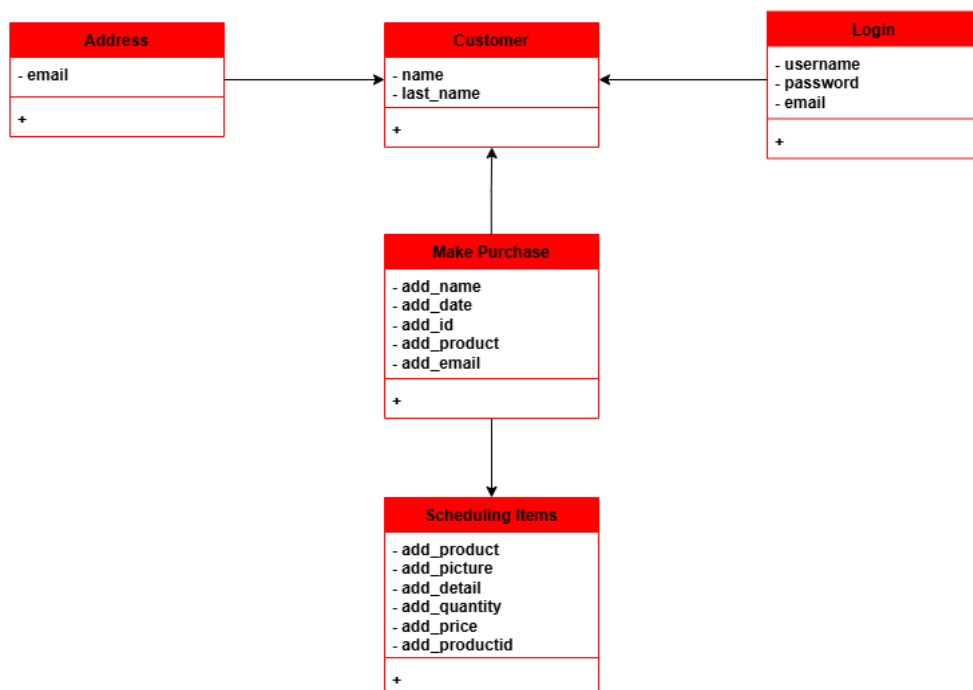 Address
- email
+
Customer
- name
- last_name
+
Login
- username
- password
- email
+
Make Purchase
- add_name
- add_date
- add_id
- add_product
- add_email
+
Scheduling Items
- add_product
- add_picture
- add_detail
- add_quantity
- add_price
- add_productid
+